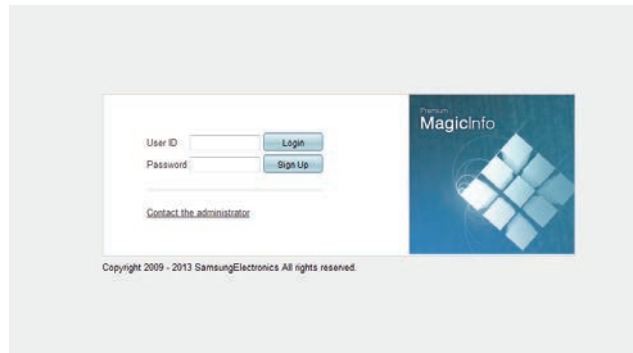 Premium
MagicInfo
User ID
Login
Password
Sign Up
Contact the administrator
Copyright 2009 - 2013 SamsungElectronics All rights reserved.